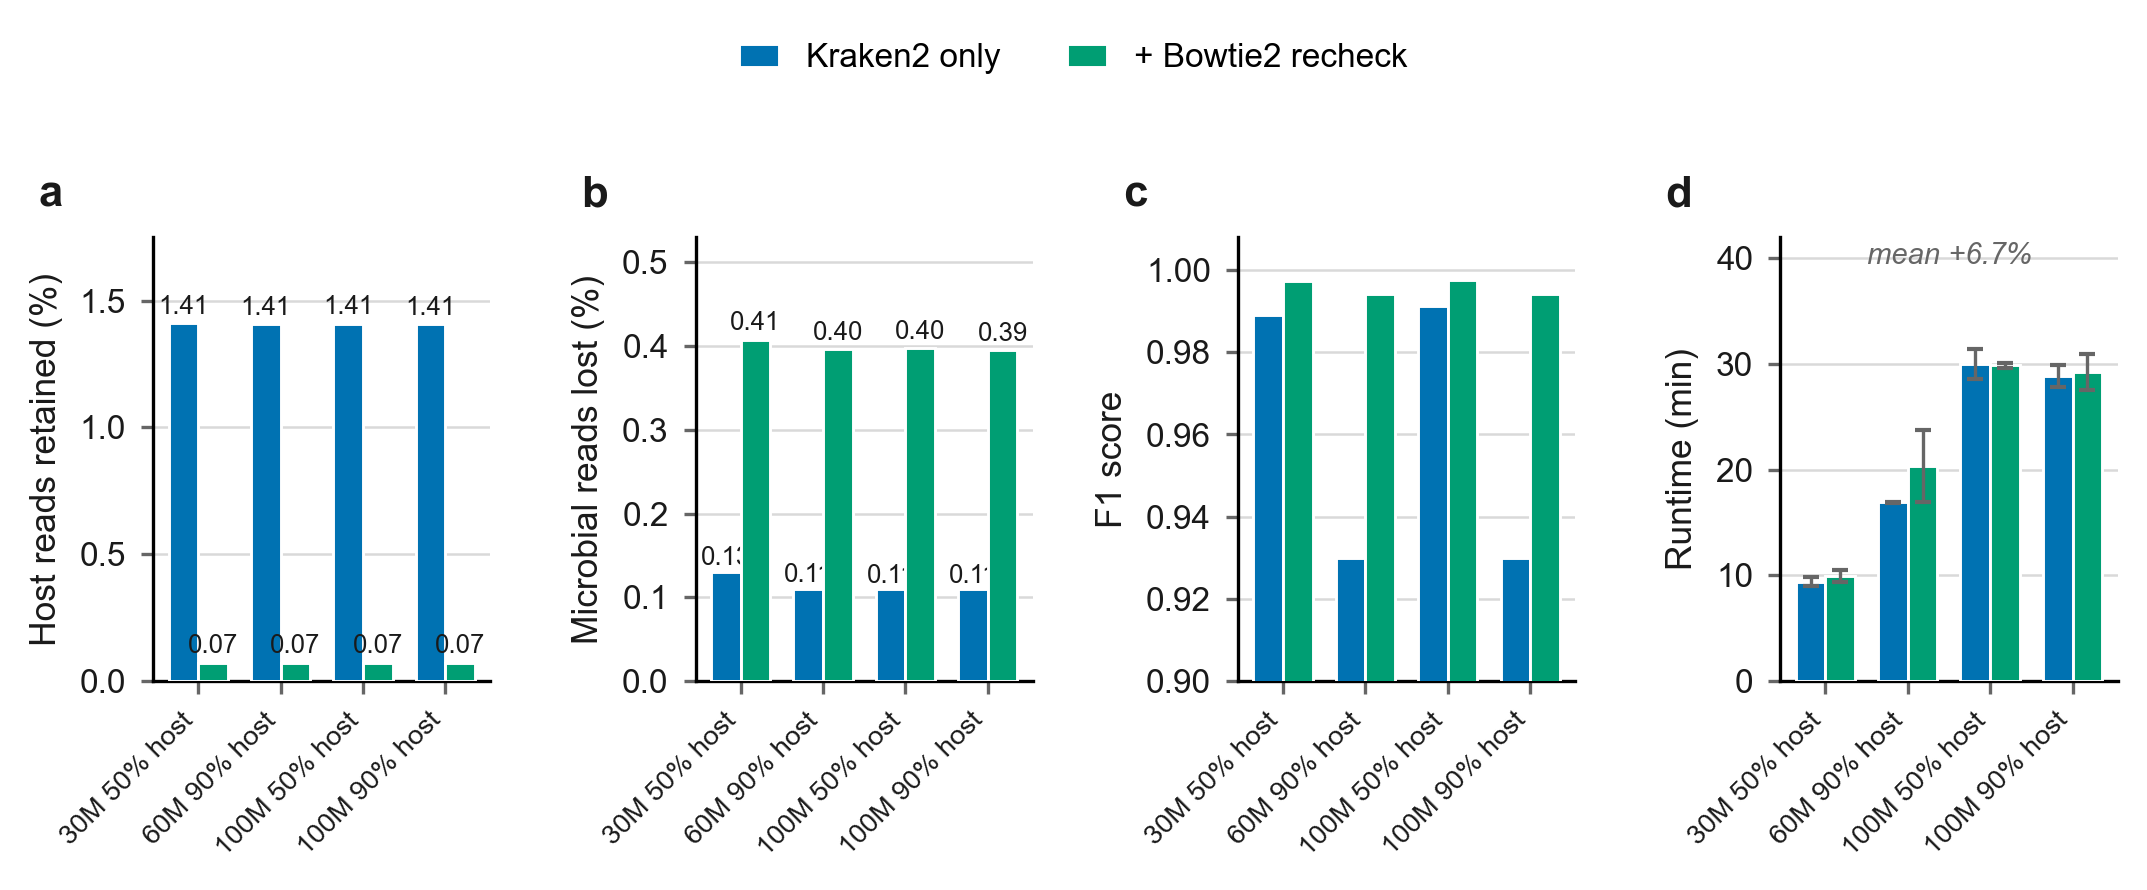 Kraken2 only
+ Bowtie2 recheck
a
Host reads retained (%)
1.5
1.0
0.5
0.0
1.41
1.41
1.41
1.41
0.07
0.07
0.07
0.07
30M 50% host
60M 90% host
100M 50% host
100M 90% host
b
Microbial reads lost (%)
0.5
0.4
0.3
0.2
0.1
0.0
0.41
0.40
0.40
0.39
30M 50% host
60M 90% host
100M 50% host
100M 90% host
c
F1 score
1.00
0.98
0.96
0.94
0.92
0.90
30M 50% host
60M 90% host
100M 50% host
100M 90% host
d
Runtime (min)
40
30
20
10
0
mean +6.7%
30M 50% host
60M 90% host
100M 50% host
100M 90% host